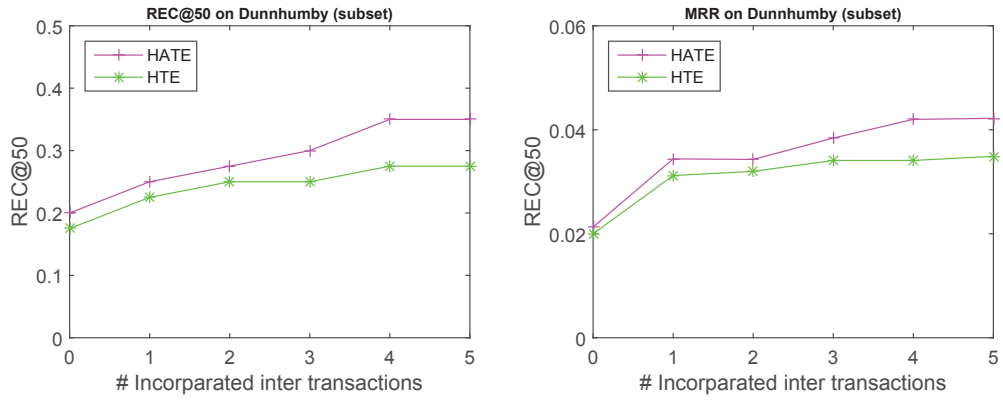 REC@50 on Dunnhumby (subset)
0.5
0.4
0.3
0.2
0.1
0
REC@50
HATE
HTE
0 1 2 3 4 5
# Incorparated inter transactions
MRR on Dunnhumby (subset)
0.06
0.04
0.02
0
REC@50
HATE
HTE
0 1 2 3 4 5
# Incorparated inter transactions